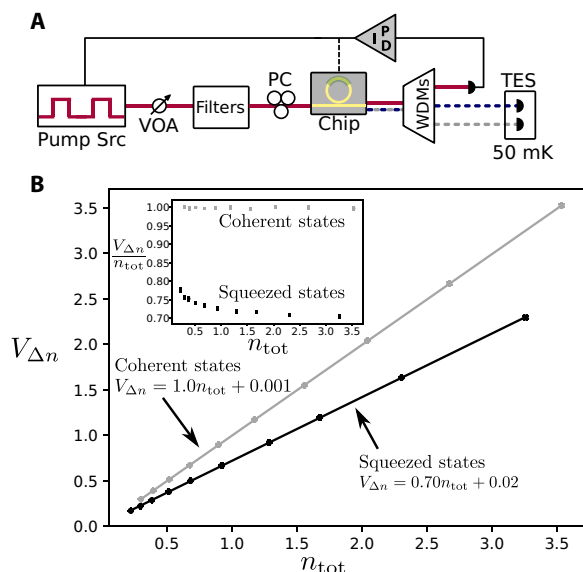 A
P
I
D
PC
TES
Filters
WDMs
VOA
Chip
Pump Src
50 mK
B
3.5
3.0
2.5
2.0
1.5
1.0
0.5
0.0
V_{Δn}
1.00
0.95
0.90
0.85
0.80
0.75
0.70
V_{Δn}/n_{tot}
Coherent states
Squeezed states
0.5 1.0 1.5 2.0 2.5 3.0 3.5
n_{tot}
Coherent states
V_{Δn} = 1.0n_{tot} + 0.001
Squeezed states
V_{Δn} = 0.70n_{tot} + 0.02
0.5 1.0 1.5 2.0 2.5 3.0 3.5
n_{tot}